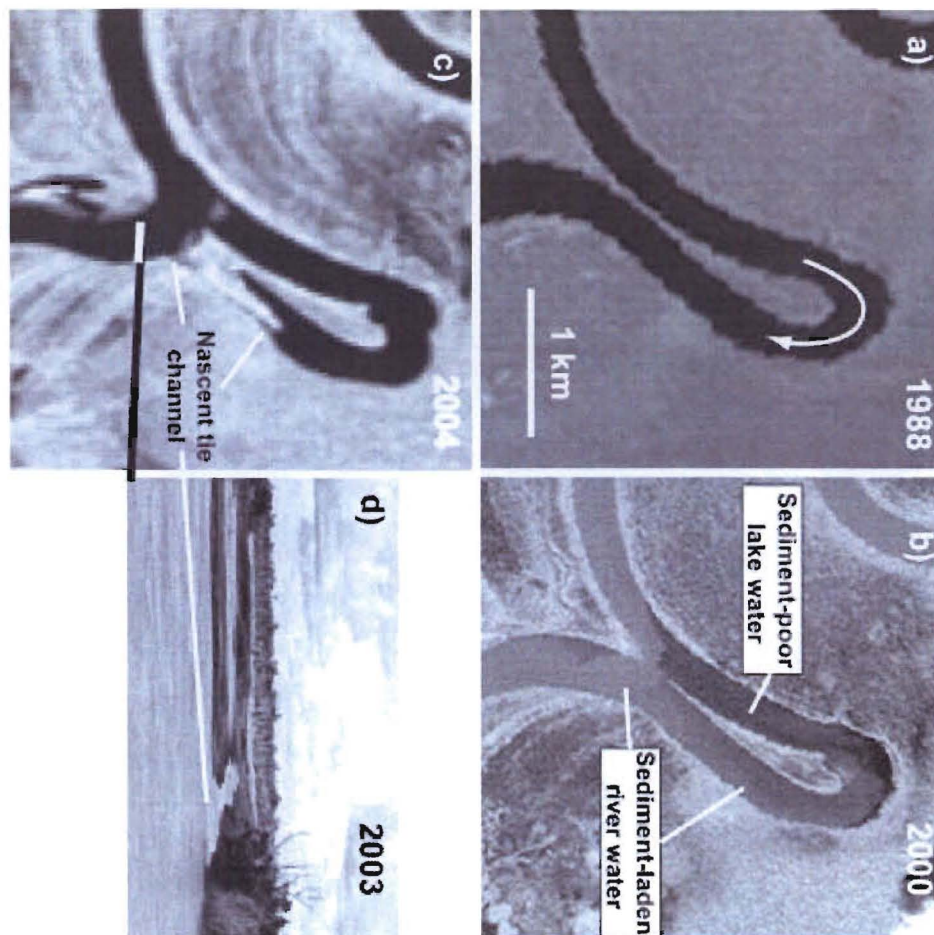 a)
1988
1 km
b)
2000
Sediment-poor
lake water
Sediment-laden
river water
c)
2004
Nascent tie
channel
d)
2003